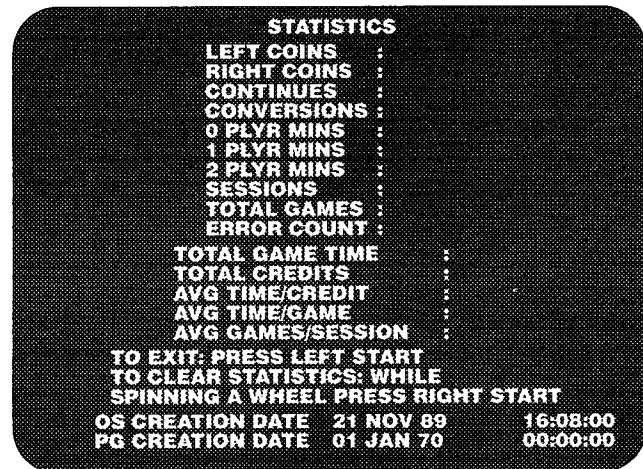 STATISTICS
LEFT COINS :
RIGHT COINS :
CONTINUES :
CONVERSIONS :
0 PLYR MINS :
1 PLYR MINS :
2 PLYR MINS :
SESSIONS :
TOTAL GAMES :
ERROR COUNT :
TOTAL GAME TIME :
TOTAL CREDITS :
AVG TIME/CREDIT :
AVG TIME/GAME :
AVG GAMES/SESSION :
TO EXIT: PRESS LEFT START
TO CLEAR STATISTICS: WHILE
SPINNING A WHEEL PRESS RIGHT START
OS CREATION DATE 21 NOV 89 16:08:00
PG CREATION DATE 01 JAN 70 00:00:00